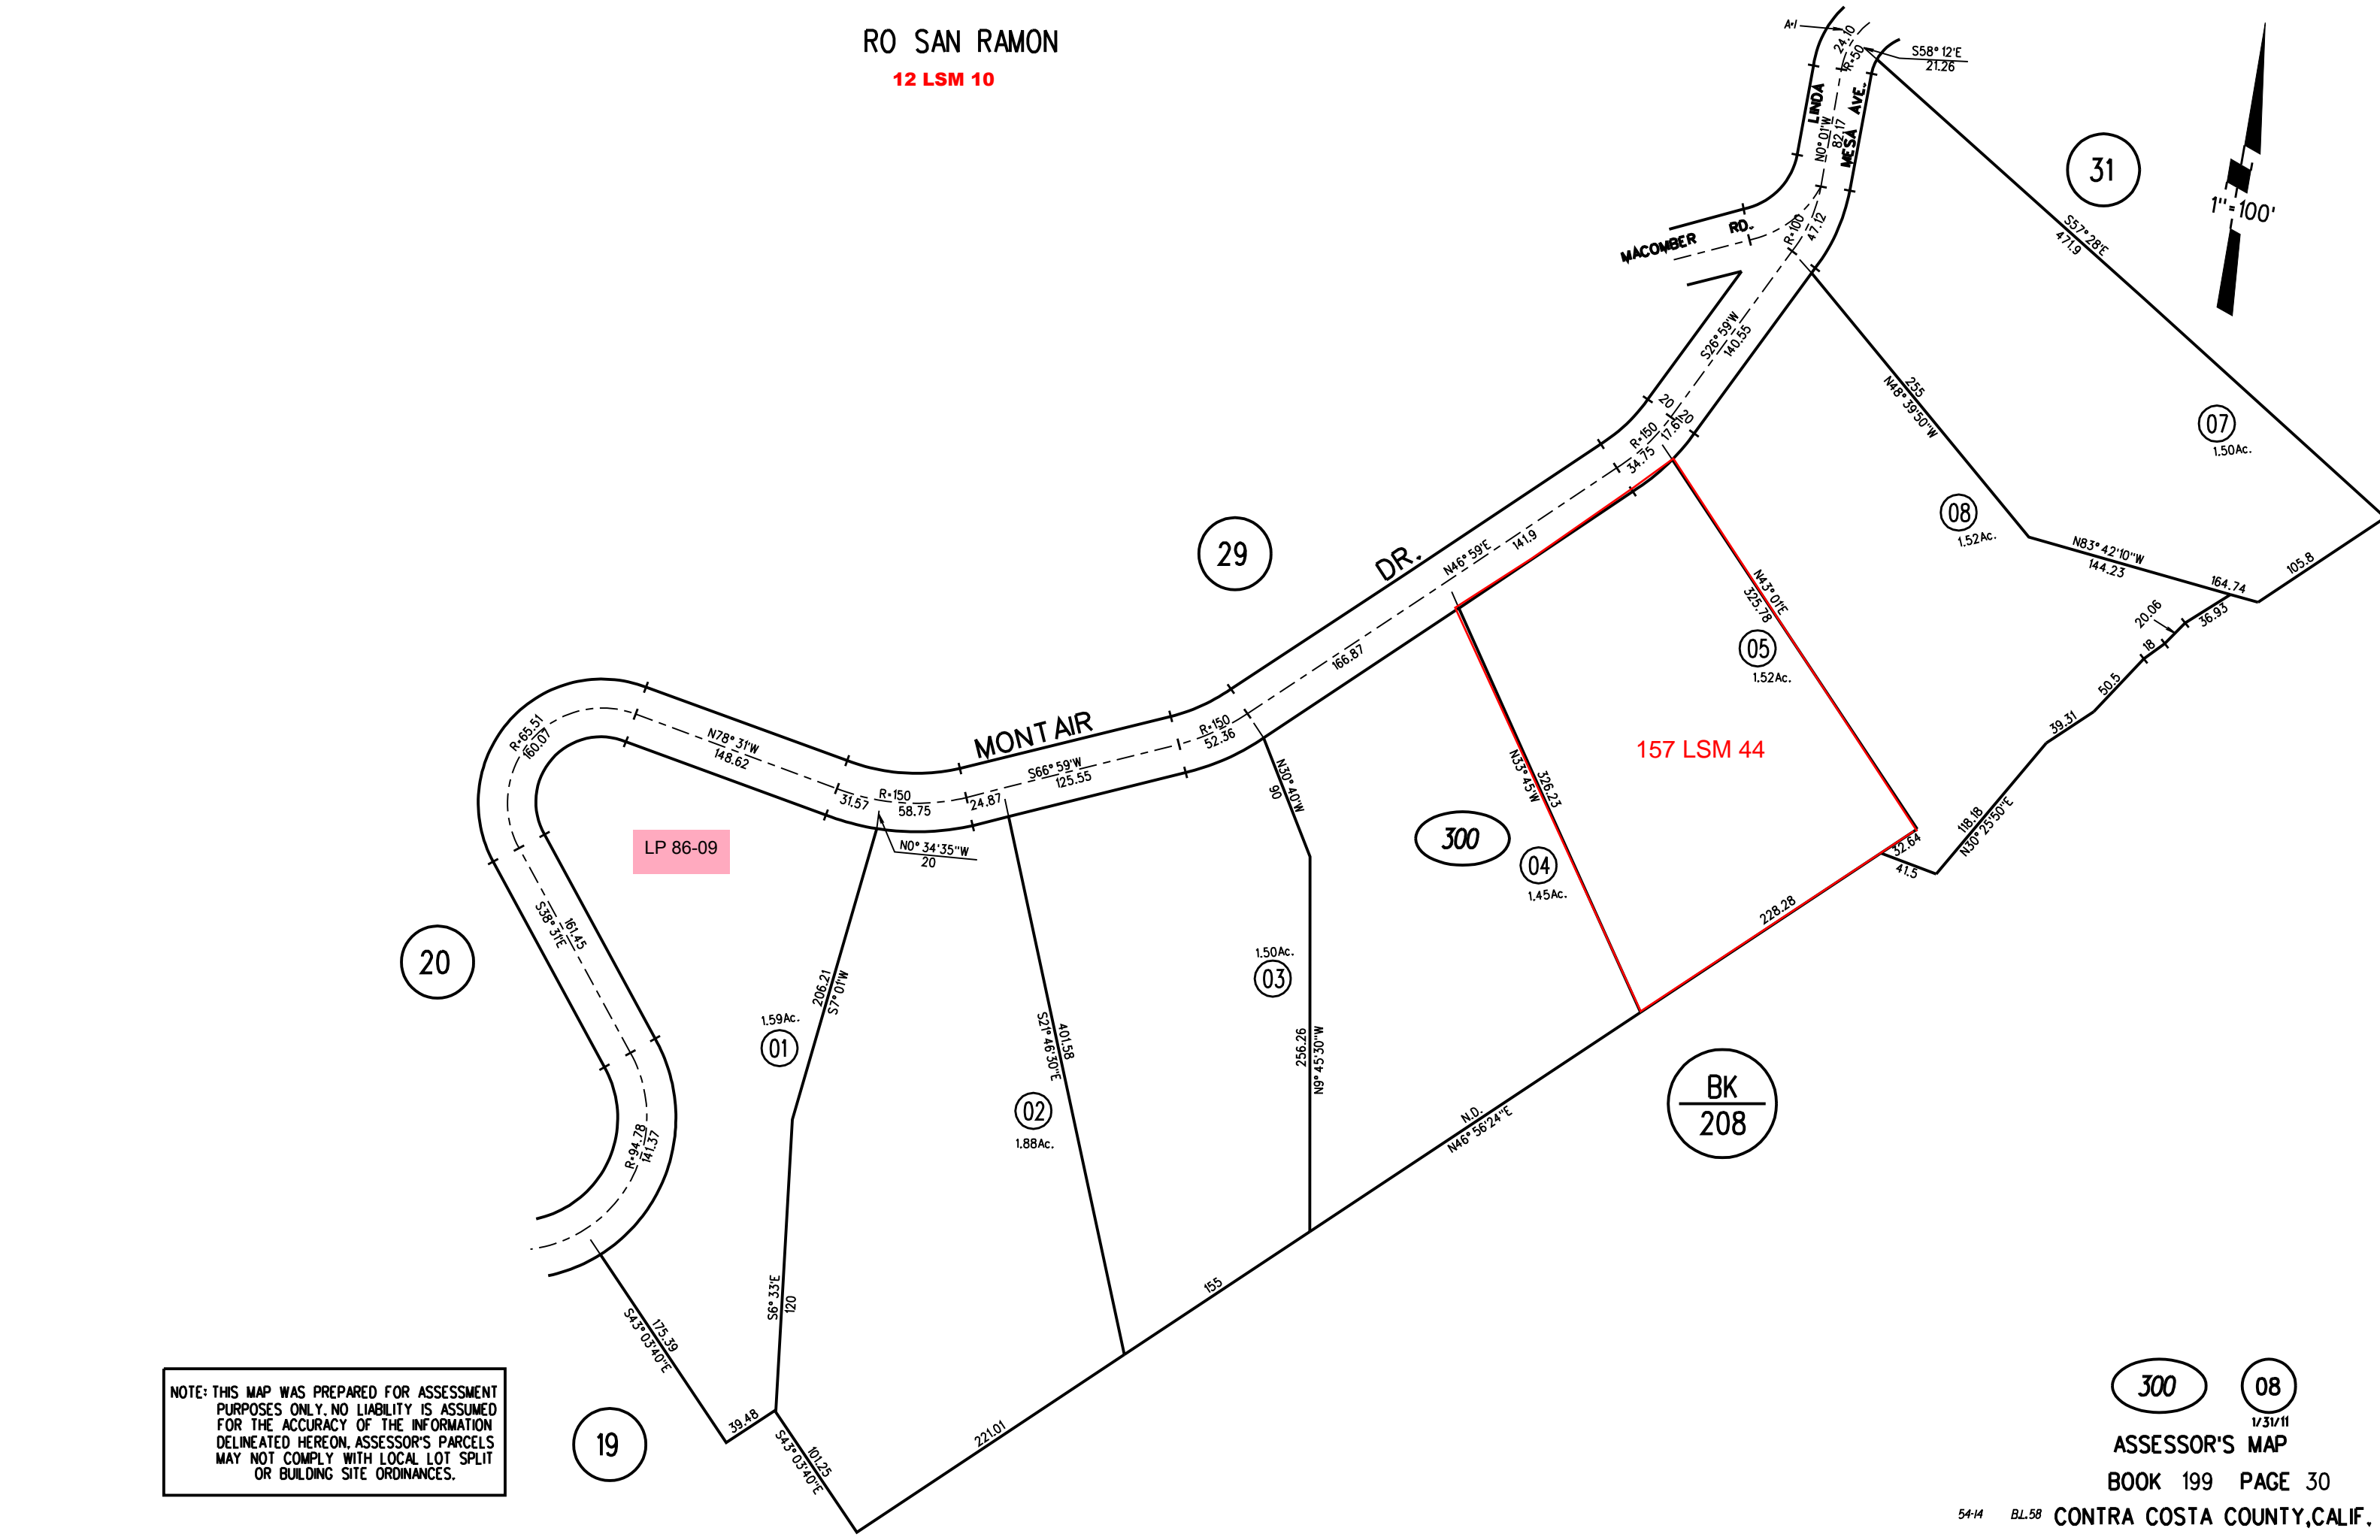 RO SAN RAMON
12 LSM 10
A-1
24.10
R=50
S58°12'E
21.26
LINDA
MESA AVE.
N0°01'W
82.17
31
1"=100'
MACOMBER RD.
R=100
47.12
S57°28'E
471.9
S26°59'W
140.55
255
N48°39'50"W
07
1.50Ac.
20
20
17.61
R=150
34.75
08
1.52Ac.
29
DR.
N46°59'E
141.9
N83°42'10"W
144.23
164.74
105.8
20.06
36.93
18
50.5
39.31
N43°01'E
325.78
05
1.52Ac.
166.87
R=65.51
160.07
N78°31'W
148.62
MONTAIR
R=150
52.36
S66°59'W
125.55
157 LSM 44
31.57
R=150
58.75
24.87
N30°40'W
90
N33°45'W
326.23
300
04
1.45Ac.
118.18
N30°25'50"E
32.64
41.5
LP 86-09
N0°34'35"W
20
228.28
20
S38°31'E
161.45
206.21
S7°01'W
1.50Ac.
03
1.59Ac.
01
S21°46'30"E
401.58
256.26
N9°45'30"W
02
1.88Ac.
BK
208
N.D.
N46°56'24"E
R=94.78
141.37
S6°33'E
120
155
175.39
S43°03'40"E
39.48
101.25
S43°03'40"E
221.01
19
NOTE: THIS MAP WAS PREPARED FOR ASSESSMENT
PURPOSES ONLY. NO LIABILITY IS ASSUMED
FOR THE ACCURACY OF THE INFORMATION
DELINEATED HEREON. ASSESSOR'S PARCELS
MAY NOT COMPLY WITH LOCAL LOT SPLIT
OR BUILDING SITE ORDINANCES.
300
08
1/31/11
ASSESSOR'S MAP
BOOK 199 PAGE 30
54-14 B.L.58 CONTRA COSTA COUNTY, CALIF.